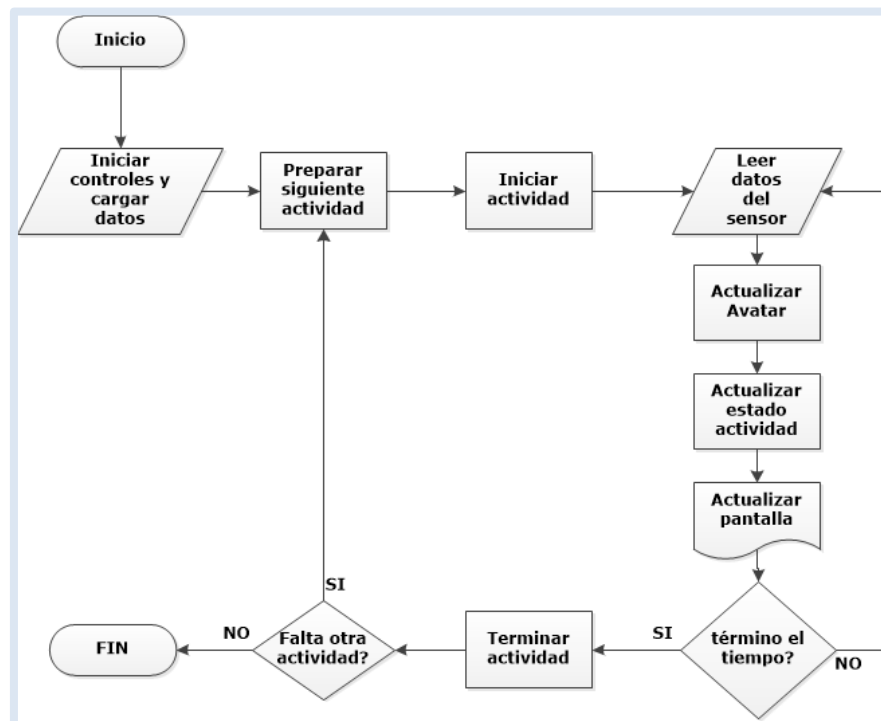 Inicio
Iniciar
controles y
cargar
datos
Preparar
siguiente
actividad
Iniciar
actividad
Leer
datos
del
sensor
Actualizar
Avatar
Actualizar
estado
actividad
Actualizar
pantalla
término el
tiempo?
NO
SI
Terminar
actividad
Falta otra
actividad?
SI
NO
FIN